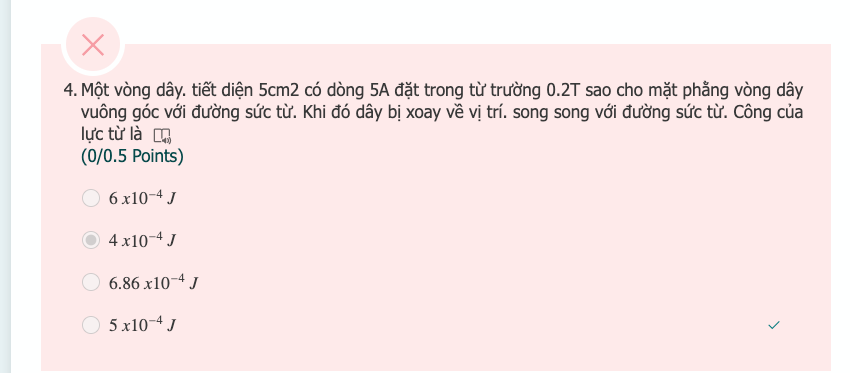 4. Một vòng dây. tiết diện 5cm2 có dòng 5A đặt trong từ trường 0.2T sao cho mặt phẳng vòng dây
vuông góc với đường sức từ. Khi đó dây bị xoay về vị trí. song song với đường sức từ. Công của
lực từ là
(0/0.5 Points)
6 x10⁻⁴ J
4 x10⁻⁴ J
6.86 x10⁻⁴ J
5 x10⁻⁴ J